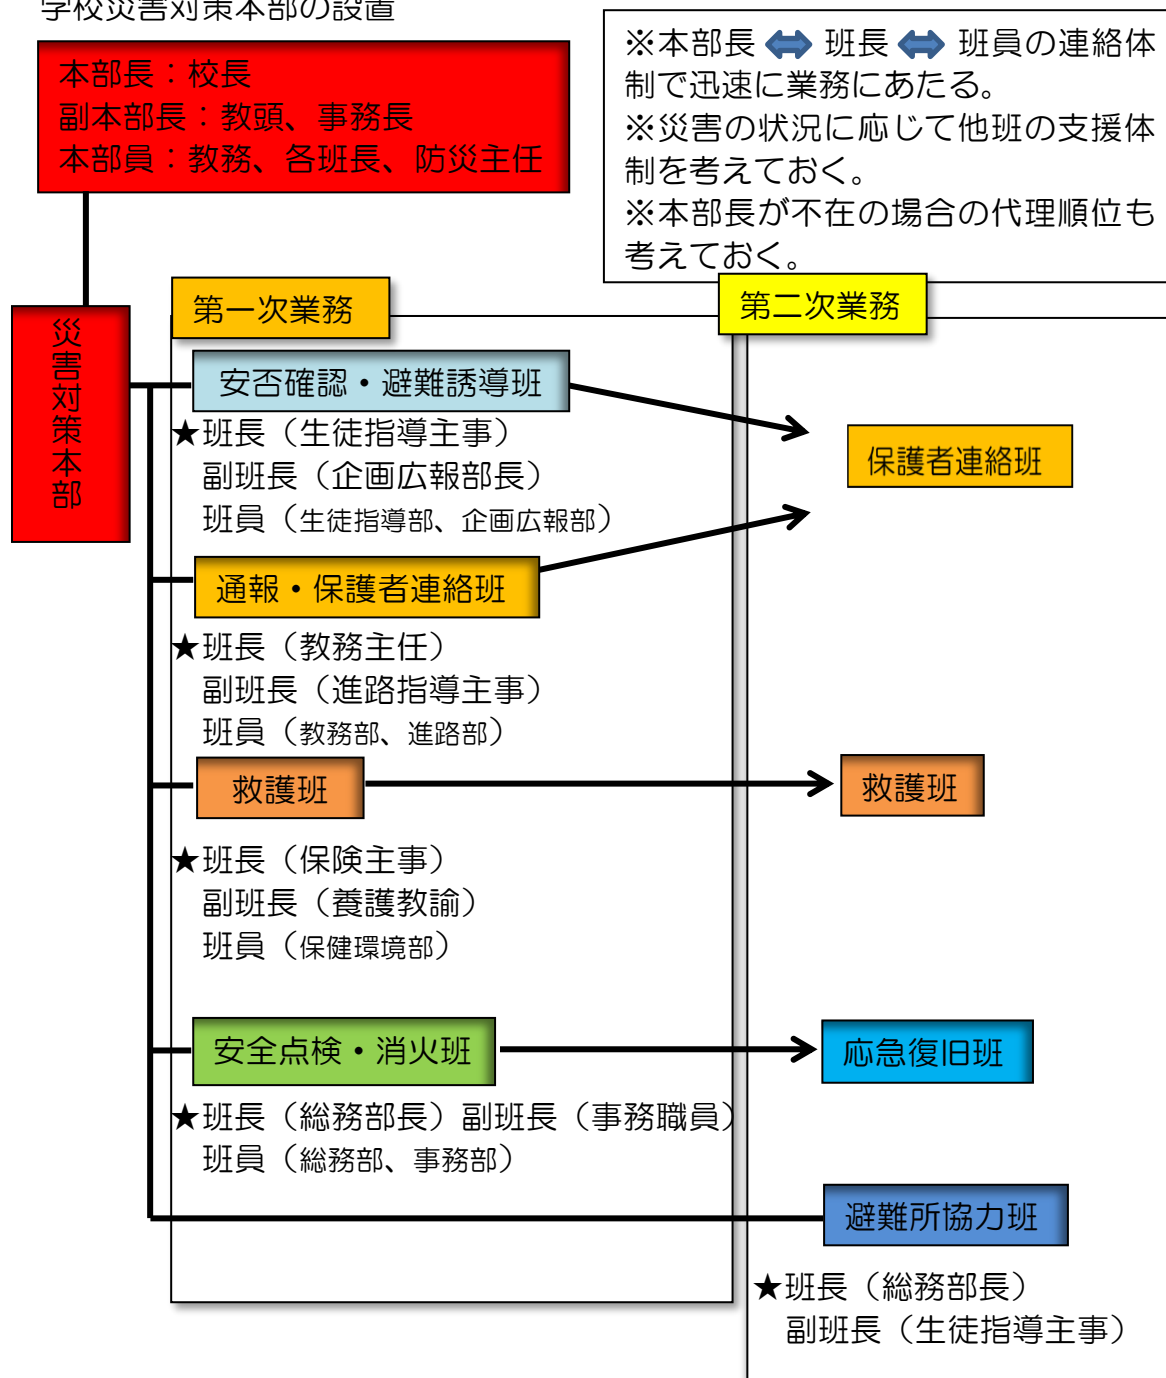 学校災害対策本部の設置
本部長：校長
副本部長：教頭、事務長
本部員：教務、各班長、防災主任
※本部長 班長 班員の連絡体
制で迅速に業務にあたる。
※災害の状況に応じて他班の支援体
制を考えておく。
※本部長が不在の場合の代理順位も
考えておく。
災害対策本部
第一次業務
第二次業務
安否確認・避難誘導班
★班長（生徒指導主事）
副班長（企画広報部長）
班員（生徒指導部、企画広報部）
保護者連絡班
通報・保護者連絡班
★班長（教務主任）
副班長（進路指導主事）
班員（教務部、進路部）
救護班
救護班
★班長（保険主事）
副班長（養護教諭）
班員（保健環境部）
安全点検・消火班
応急復旧班
★班長（総務部長）副班長（事務職員）
班員（総務部、事務部）
避難所協力班
★班長（総務部長）
副班長（生徒指導主事）